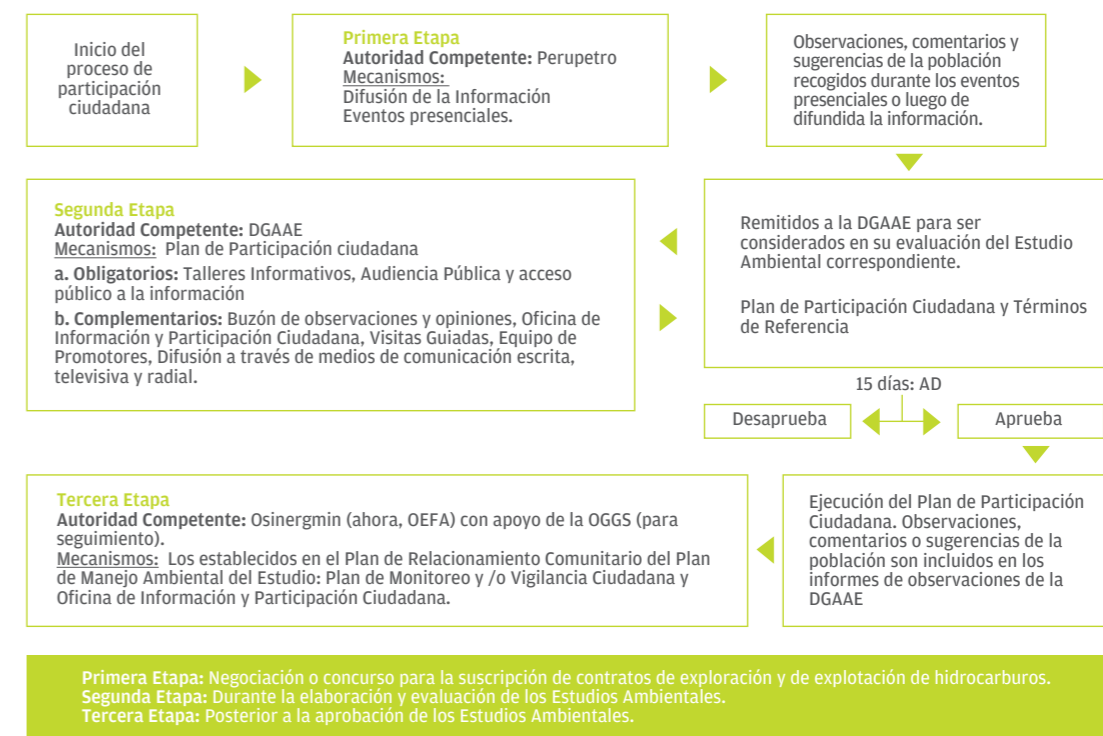 Inicio del
proceso de
participación
ciudadana
Primera Etapa
Autoridad Competente: Perupetro
Mecanismos:
Difusión de la Información
Eventos presenciales.
Observaciones, comentarios y
sugerencias de la población
recogidos durante los eventos
presenciales o luego de
difundida la información.
Segunda Etapa
Autoridad Competente: DGAAE
Mecanismos: Plan de Participación ciudadana
a. Obligatorios: Talleres Informativos, Audiencia Pública y acceso
público a la información
b. Complementarios: Buzón de observaciones y opiniones, Oficina de
Información y Participación Ciudadana, Visitas Guiadas, Equipo de
Promotores, Difusión a través de medios de comunicación escrita,
televisiva y radial.
Remitidos a la DGAAE para ser
considerados en su evaluación del Estudio
Ambiental correspondiente.
Plan de Participación Ciudadana y Términos
de Referencia
15 días: AD
Desaprueba
Aprueba
Tercera Etapa
Autoridad Competente: Osinergmin (ahora, OEFA) con apoyo de la OGGS (para
seguimiento).
Mecanismos: Los establecidos en el Plan de Relacionamiento Comunitario del Plan
de Manejo Ambiental del Estudio: Plan de Monitoreo y /o Vigilancia Ciudadana y
Oficina de Información y Participación Ciudadana.
Ejecución del Plan de Participación
Ciudadana. Observaciones,
comentarios o sugerencias de la
población son incluidos en los
informes de observaciones de la
DGAAE
Primera Etapa: Negociación o concurso para la suscripción de contratos de exploración y de explotación de hidrocarburos.
Segunda Etapa: Durante la elaboración y evaluación de los Estudios Ambientales.
Tercera Etapa: Posterior a la aprobación de los Estudios Ambientales.